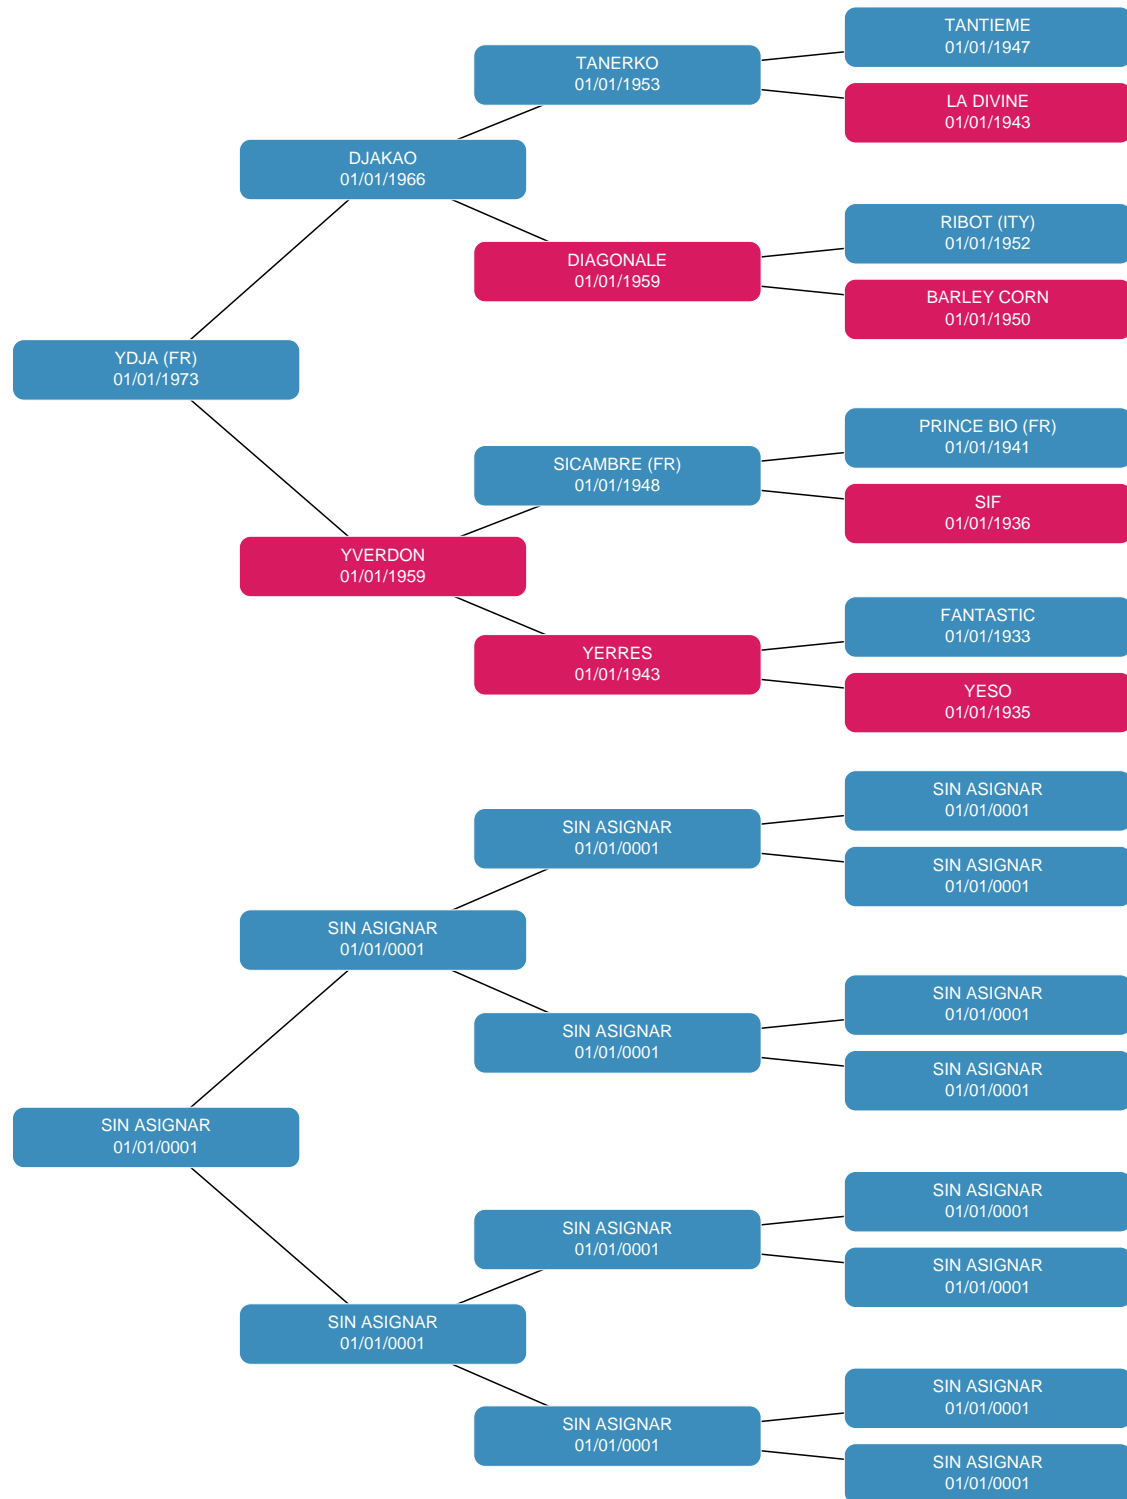 TANTIEME
01/01/1947
TANERKO
01/01/1953
LA DIVINE
01/01/1943
DJAKAO
01/01/1966
RIBOT (ITY)
01/01/1952
DIAGONALE
01/01/1959
BARLEY CORN
01/01/1950
YDJA (FR)
01/01/1973
PRINCE BIO (FR)
01/01/1941
SICAMBRE (FR)
01/01/1948
SIF
01/01/1936
YVERDON
01/01/1959
FANTASTIC
01/01/1933
YERRES
01/01/1943
YESO
01/01/1935
SIN ASIGNAR
01/01/0001
SIN ASIGNAR
01/01/0001
SIN ASIGNAR
01/01/0001
SIN ASIGNAR
01/01/0001
SIN ASIGNAR
01/01/0001
SIN ASIGNAR
01/01/0001
SIN ASIGNAR
01/01/0001
SIN ASIGNAR
01/01/0001
SIN ASIGNAR
01/01/0001
SIN ASIGNAR
01/01/0001
SIN ASIGNAR
01/01/0001
SIN ASIGNAR
01/01/0001
SIN ASIGNAR
01/01/0001
SIN ASIGNAR
01/01/0001
SIN ASIGNAR
01/01/0001